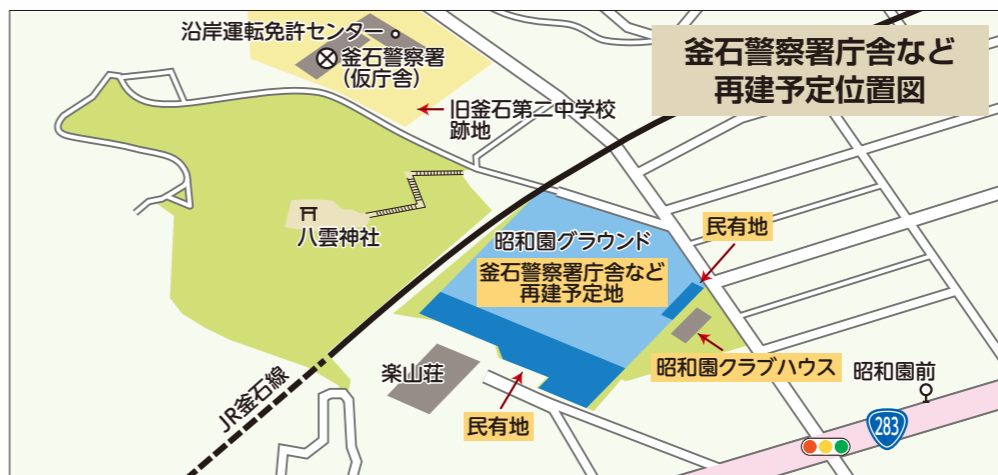 釜石警察署庁舎など
再建予定位置図
沿岸運転免許センター
釜石警察署
(仮庁舎)
旧釜石第二中学校
跡地
八雲神社
昭和園グラウンド
釜石警察署庁舎など
再建予定地
民有地
昭和園クラブハウス
楽山荘
民有地
昭和園前
283
JR釜石線